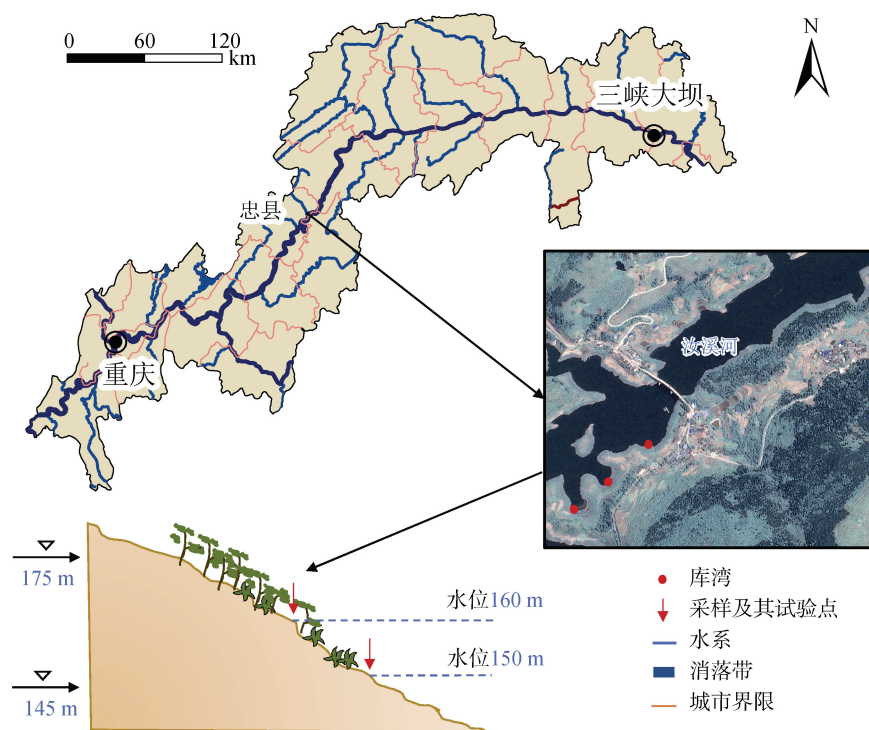 0 60 120
km
N
三峡大坝
忠县
重庆
汝溪河
175 m
145 m
水位160 m
水位150 m
库湾
采样及其试验点
水系
消落带
城市界限